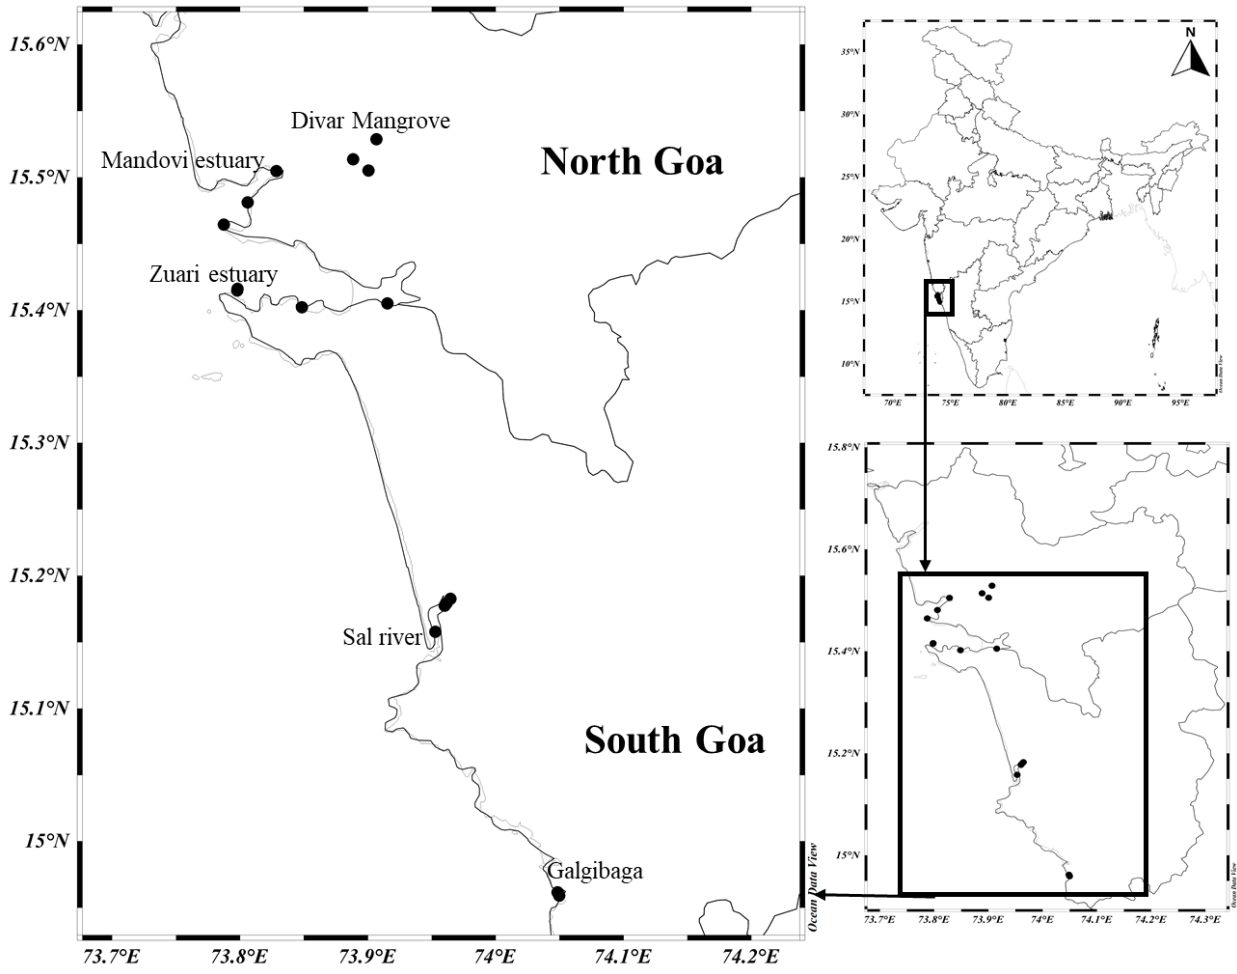 15.6°N
15.5°N
15.4°N
15.3°N
15.2°N
15.1°N
15°N
73.7°E 73.8°E 73.9°E 74°E 74.1°E 74.2°E
Divar Mangrove
Mandovi estuary
North Goa
Zuari estuary
Sal river
South Goa
Galgibaga
Ocean Data View
N
35°N
30°N
25°N
20°N
15°N
10°N
70°E 75°E 80°E 85°E 90°E 95°E
Ocean Data View
15.8°N
15.6°N
15.4°N
15.2°N
15°N
73.7°E 73.8°E 73.9°E 74°E 74.1°E 74.2°E 74.3°E
Ocean Data View